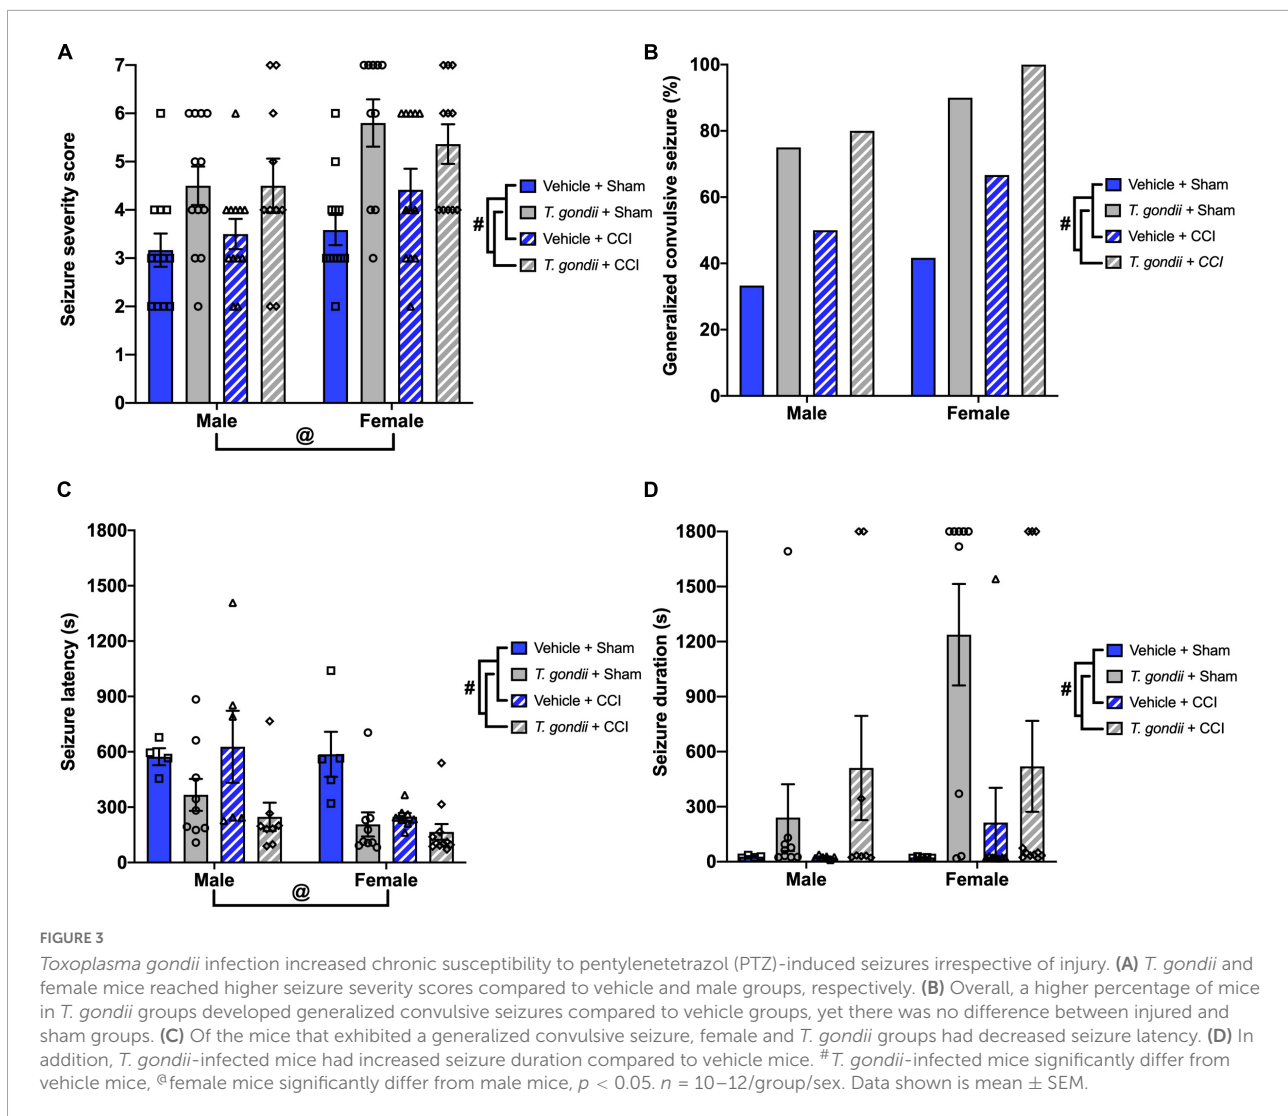 A
7
6
5
4
3
2
1
0
Seizure severity score
Male
Female
@
#
Vehicle + Sham
T. gondii + Sham
Vehicle + CCI
T. gondii + CCI
B
100
80
60
40
20
0
Generalized convulsive seizure (%)
Male
Female
#
Vehicle + Sham
T. gondii + Sham
Vehicle + CCI
T. gondii + CCI
C
1800
1500
1200
900
600
300
0
Seizure latency (s)
Male
Female
@
#
Vehicle + Sham
T. gondii + Sham
Vehicle + CCI
T. gondii + CCI
D
1800
1500
1200
900
600
300
0
Seizure duration (s)
Male
Female
#
Vehicle + Sham
T. gondii + Sham
Vehicle + CCI
T. gondii + CCI
FIGURE 3
Toxoplasma gondii infection increased chronic susceptibility to pentylenetetrazol (PTZ)-induced seizures irrespective of injury. (A) T. gondii and
female mice reached higher seizure severity scores compared to vehicle and male groups, respectively. (B) Overall, a higher percentage of mice
in T. gondii groups developed generalized convulsive seizures compared to vehicle groups, yet there was no difference between injured and
sham groups. (C) Of the mice that exhibited a generalized convulsive seizure, female and T. gondii groups had decreased seizure latency. (D) In
addition, T. gondii-infected mice had increased seizure duration compared to vehicle mice. #T. gondii-infected mice significantly differ from
vehicle mice, @female mice significantly differ from male mice, p < 0.05. n = 10–12/group/sex. Data shown is mean ± SEM.